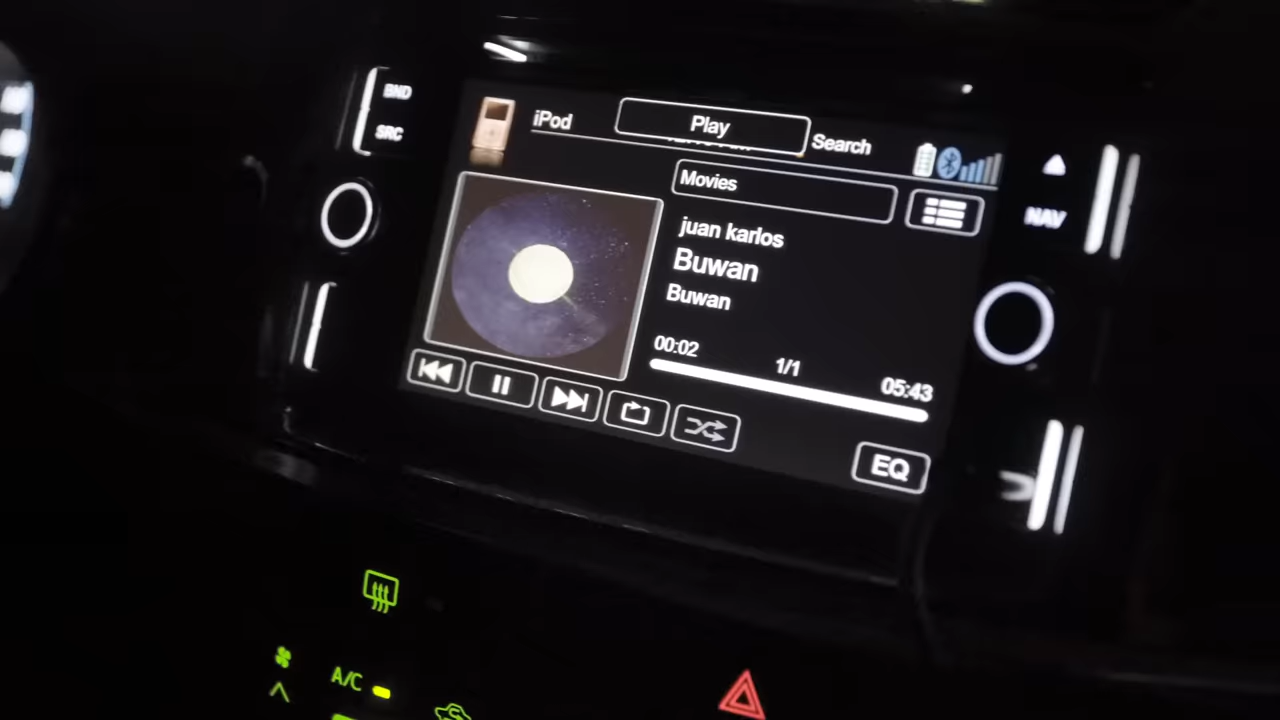 BND
SRC
iPod
Play
Search
Movies
NAV
juan karlos
Buwan
Buwan
00:02
1/1
05:43
EQ
A/C